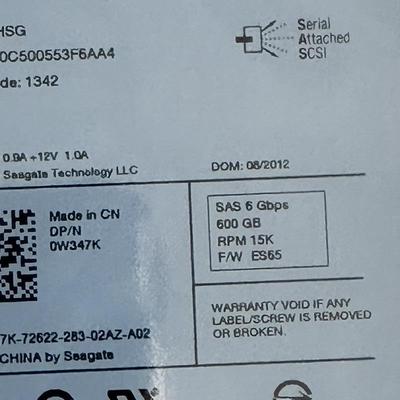 HSG
0C500553F6AA4
de: 1342
Serial
Attached
SCSI
0.9A +12V 1.0A
Seagate Technology LLC
DOM: 08/2012
Made in CN
DP/N
0W347K
SAS 6 Gbps
600 GB
RPM 15K
F/W ES65
7K-72622-283-02AZ-A02
CHINA by Seagate
WARRANTY VOID IF ANY
LABEL/SCREW IS REMOVED
OR BROKEN.